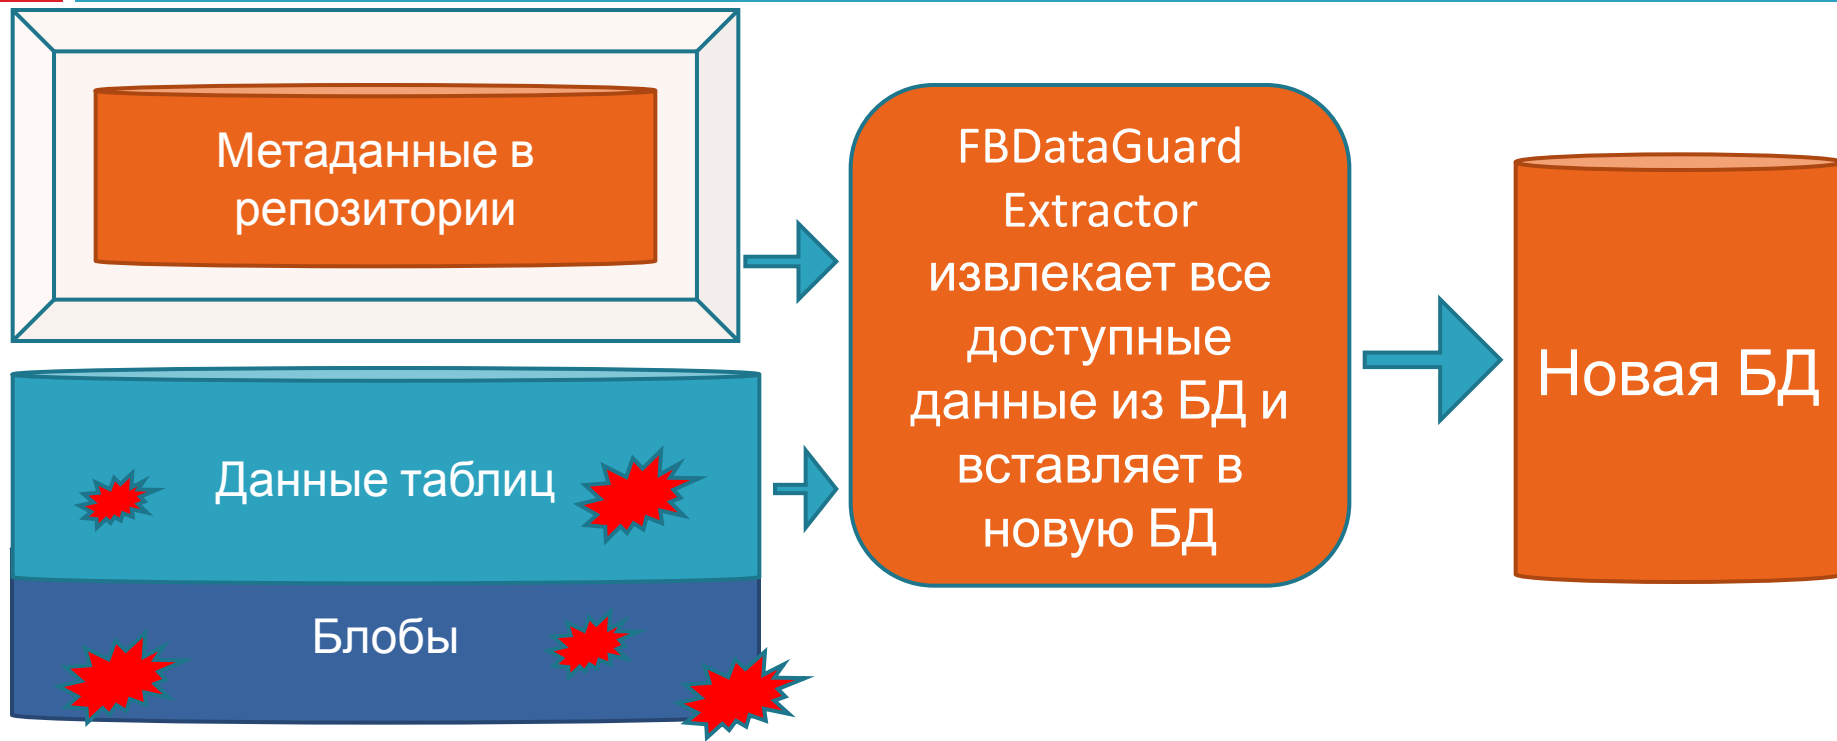 Метаданные в
репозитории
Данные таблиц
Блобы
FBDataGuard
Extractor
извлекает все
доступные
данные из БД и
вставляет в
новую БД
Новая БД